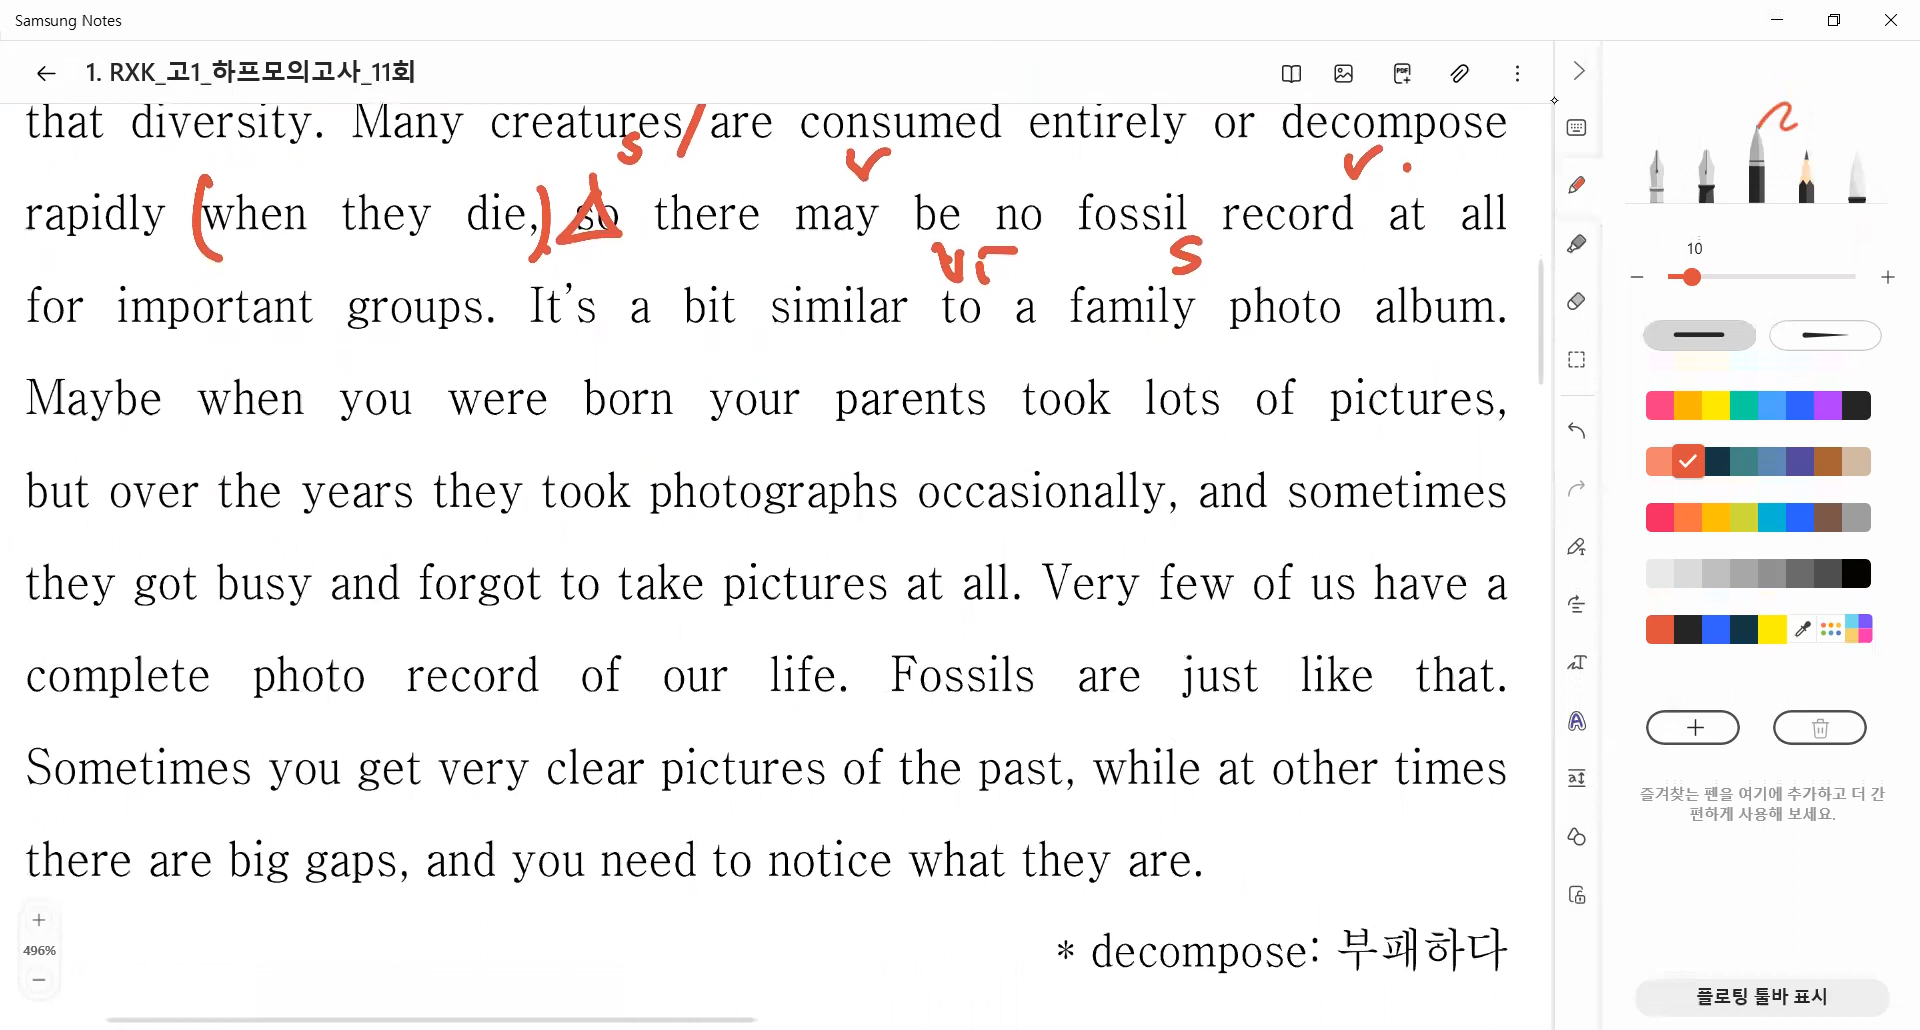 Samsung Notes
1. RXK_고1_하프모의고사_11회
that diversity. Many creatures/are consumed entirely or decompose
s v v .
rapidly (when they die,) so there may be no fossil record at all
vi s
for important groups. It's a bit similar to a family photo album.
Maybe when you were born your parents took lots of pictures,
but over the years they took photographs occasionally, and sometimes
they got busy and forgot to take pictures at all. Very few of us have a
complete photo record of our life. Fossils are just like that.
Sometimes you get very clear pictures of the past, while at other times
there are big gaps, and you need to notice what they are.
* decompose: 부패하다
496%
10
즐겨찾는 펜을 여기에 추가하고 더 간
편하게 사용해 보세요.
플로팅 툴바 표시